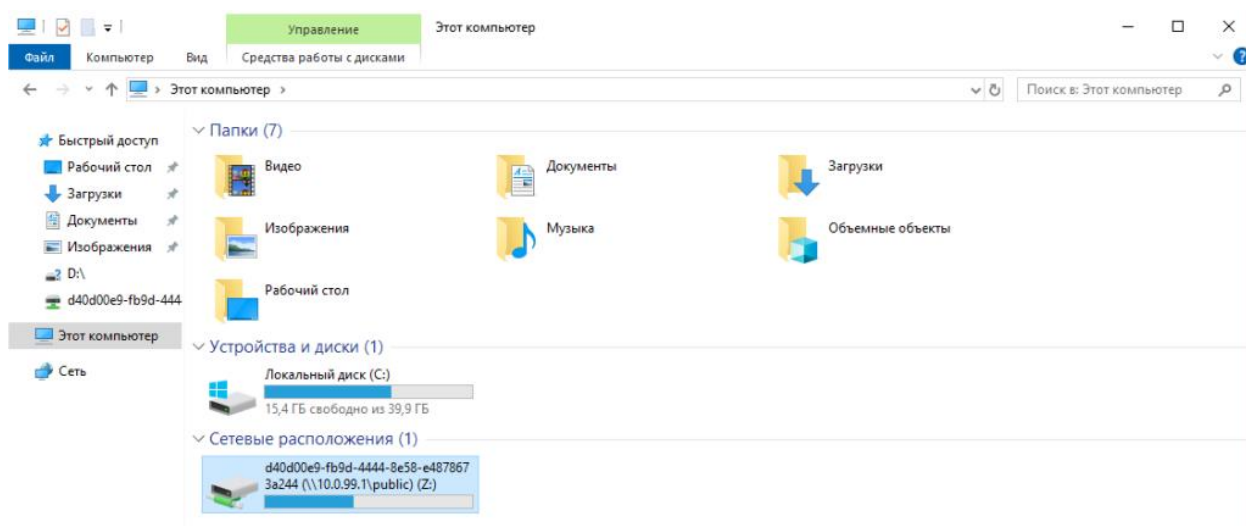 Управление
Этот компьютер
Файл
Компьютер
Вид
Средства работы с дисками
Этот компьютер
Поиск в: Этот компьютер
Быстрый доступ
Рабочий стол
Загрузки
Документы
Изображения
D:\
d40d00e9-fb9d-444
Этот компьютер
Сеть
Папки (7)
Видео
Документы
Загрузки
Изображения
Музыка
Объемные объекты
Рабочий стол
Устройства и диски (1)
Локальный диск (C:)
15,4 ГБ свободно из 39,9 ГБ
Сетевые расположения (1)
d40d00e9-fb9d-4444-8e58-e487867
3a244 (\\10.0.99.1\public) (Z:)